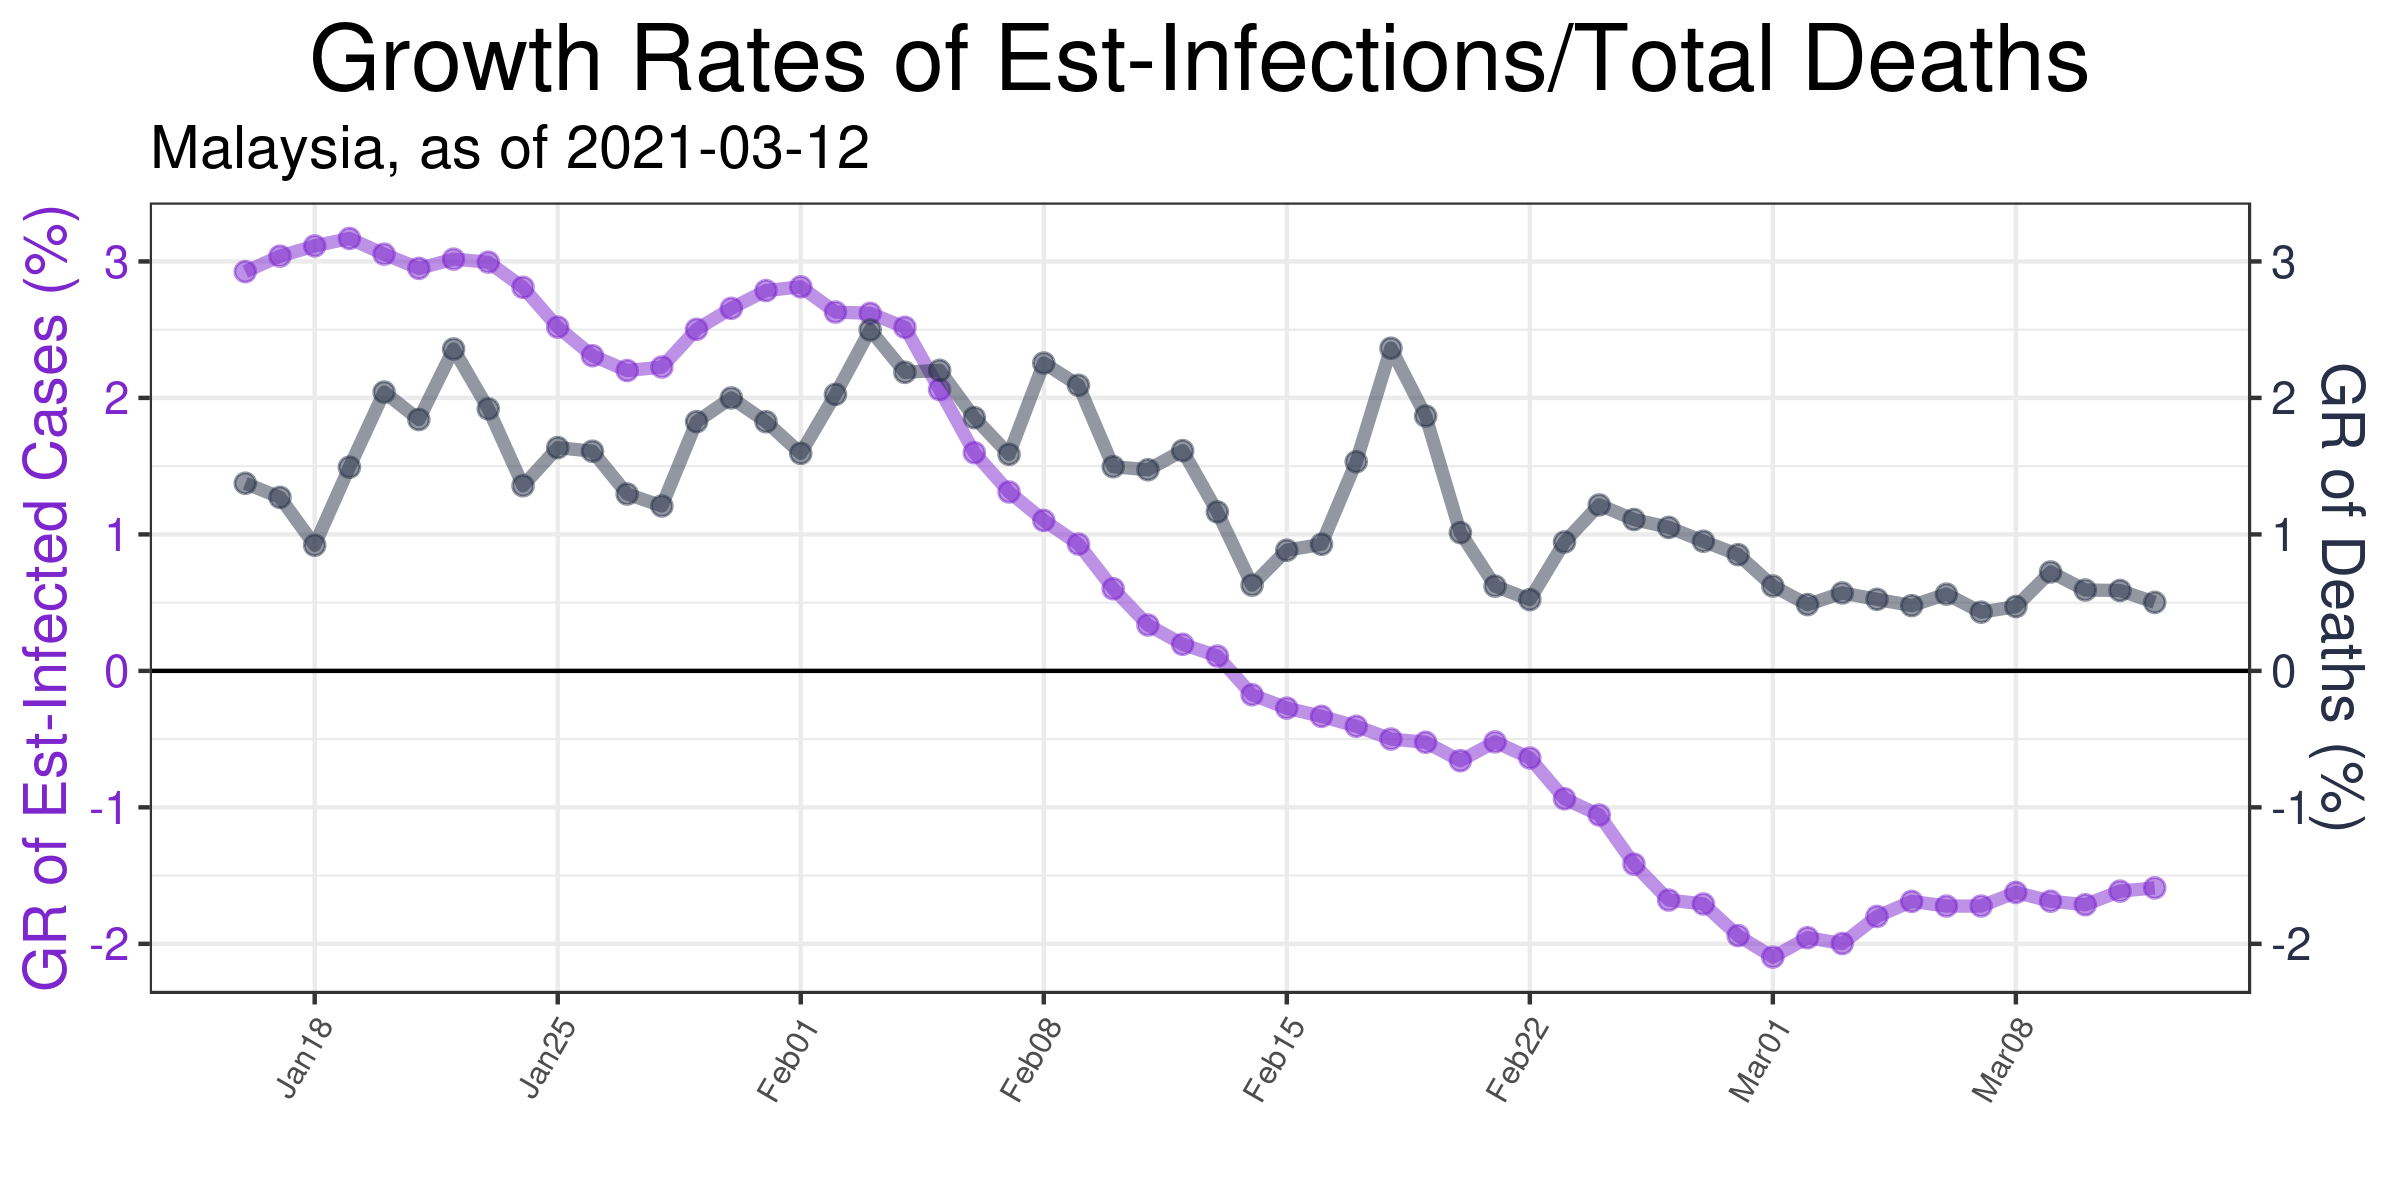 Growth Rates of Est-Infections/Total Deaths
Malaysia, as of 2021-03-12
GR of Est-Infected Cases (%)
3
2
1
0
-1
-2
3
2
1
0
-1
-2
GR of Deaths (%)
Jan18
Jan25
Feb01
Feb08
Feb15
Feb22
Mar01
Mar08